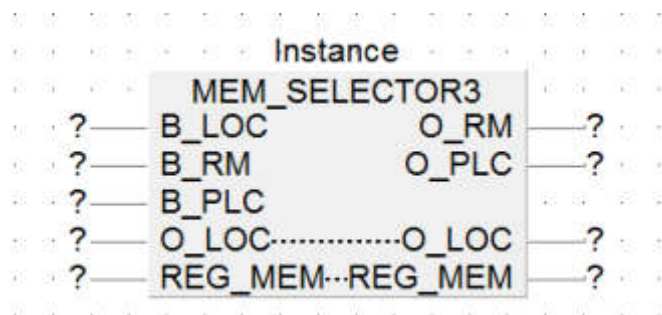 Instance
MEM_SELECTOR3
? B_LOC O_RM ?
? B_RM O_PLC ?
? B_PLC
? O_LOC O_LOC ?
? REG_MEM REG_MEM ?